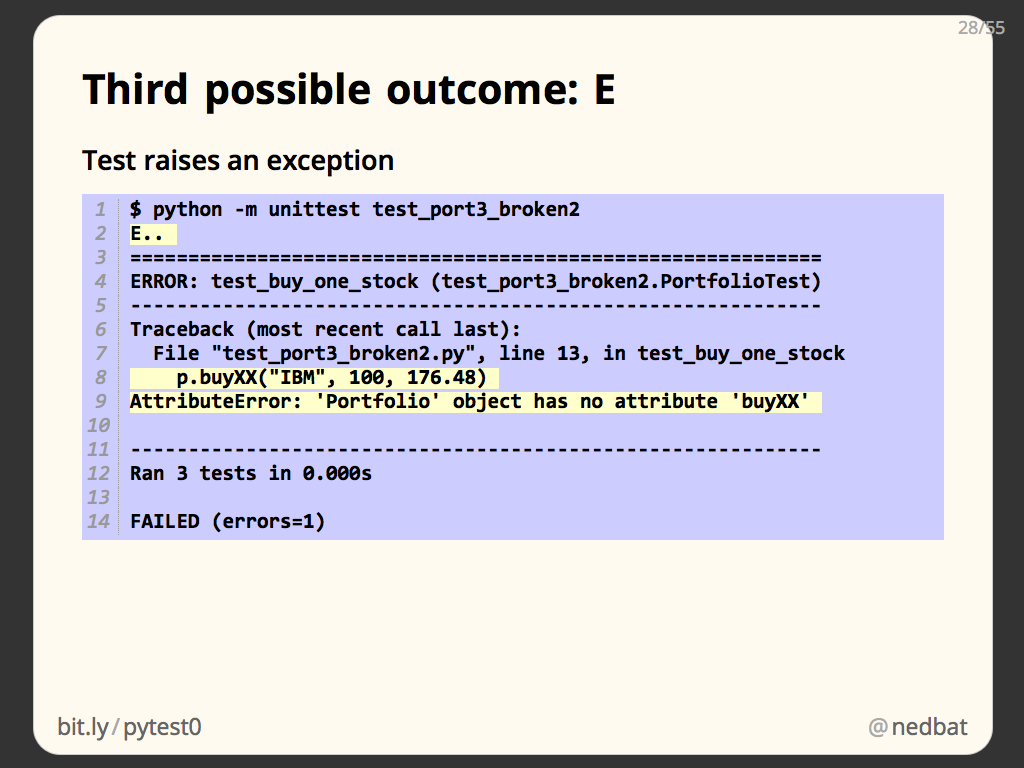 28/55
Third possible outcome: E
Test raises an exception
1 $ python -m unittest test_port3_broken2
2 E..
3 ============================================================
4 ERROR: test_buy_one_stock (test_port3_broken2.PortfolioTest)
5 ------------------------------------------------------------
6 Traceback (most recent call last):
7   File "test_port3_broken2.py", line 13, in test_buy_one_stock
8     p.buyXX("IBM", 100, 176.48)
9 AttributeError: 'Portfolio' object has no attribute 'buyXX'
10
11 ------------------------------------------------------------
12 Ran 3 tests in 0.000s
13
14 FAILED (errors=1)
bit.ly/pytest0
@nedbat